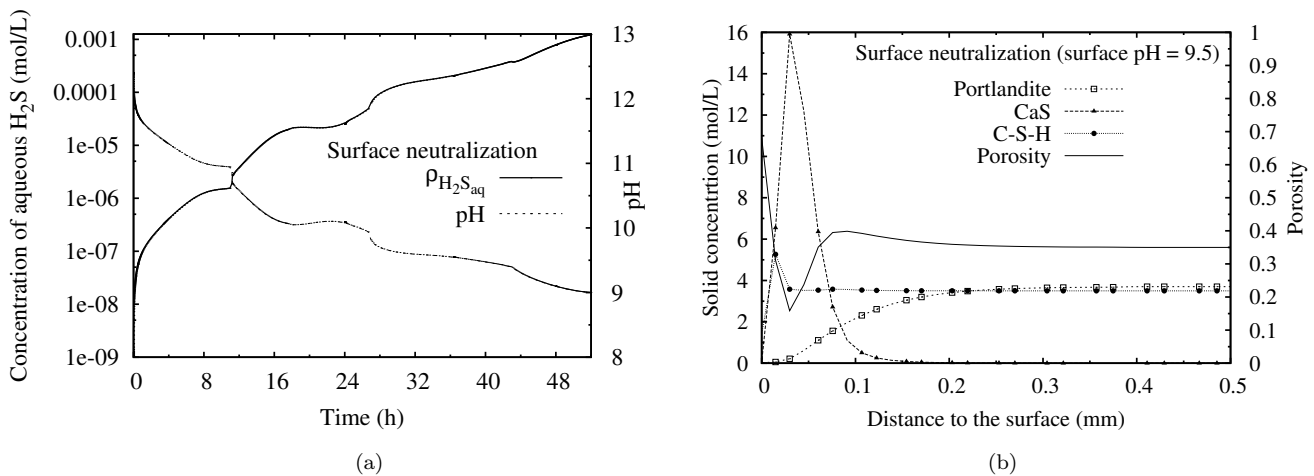 Concentration of aqueous H₂S (mol/L)
0.001
0.0001
1e-05
1e-06
1e-07
1e-08
1e-09
0 8 16 24 32 40 48
Time (h)
13
12
11
10
9
8
pH
Surface neutralization
ρH₂Saq
pH
(a)
Solid concentrtion (mol/L)
16
14
12
10
8
6
4
2
0
0 0.1 0.2 0.3 0.4 0.5
Distance to the surface (mm)
1
0.9
0.8
0.7
0.6
0.5
0.4
0.3
0.2
0.1
0
Porosity
Surface neutralization (surface pH = 9.5)
Portlandite
CaS
C-S-H
Porosity
(b)